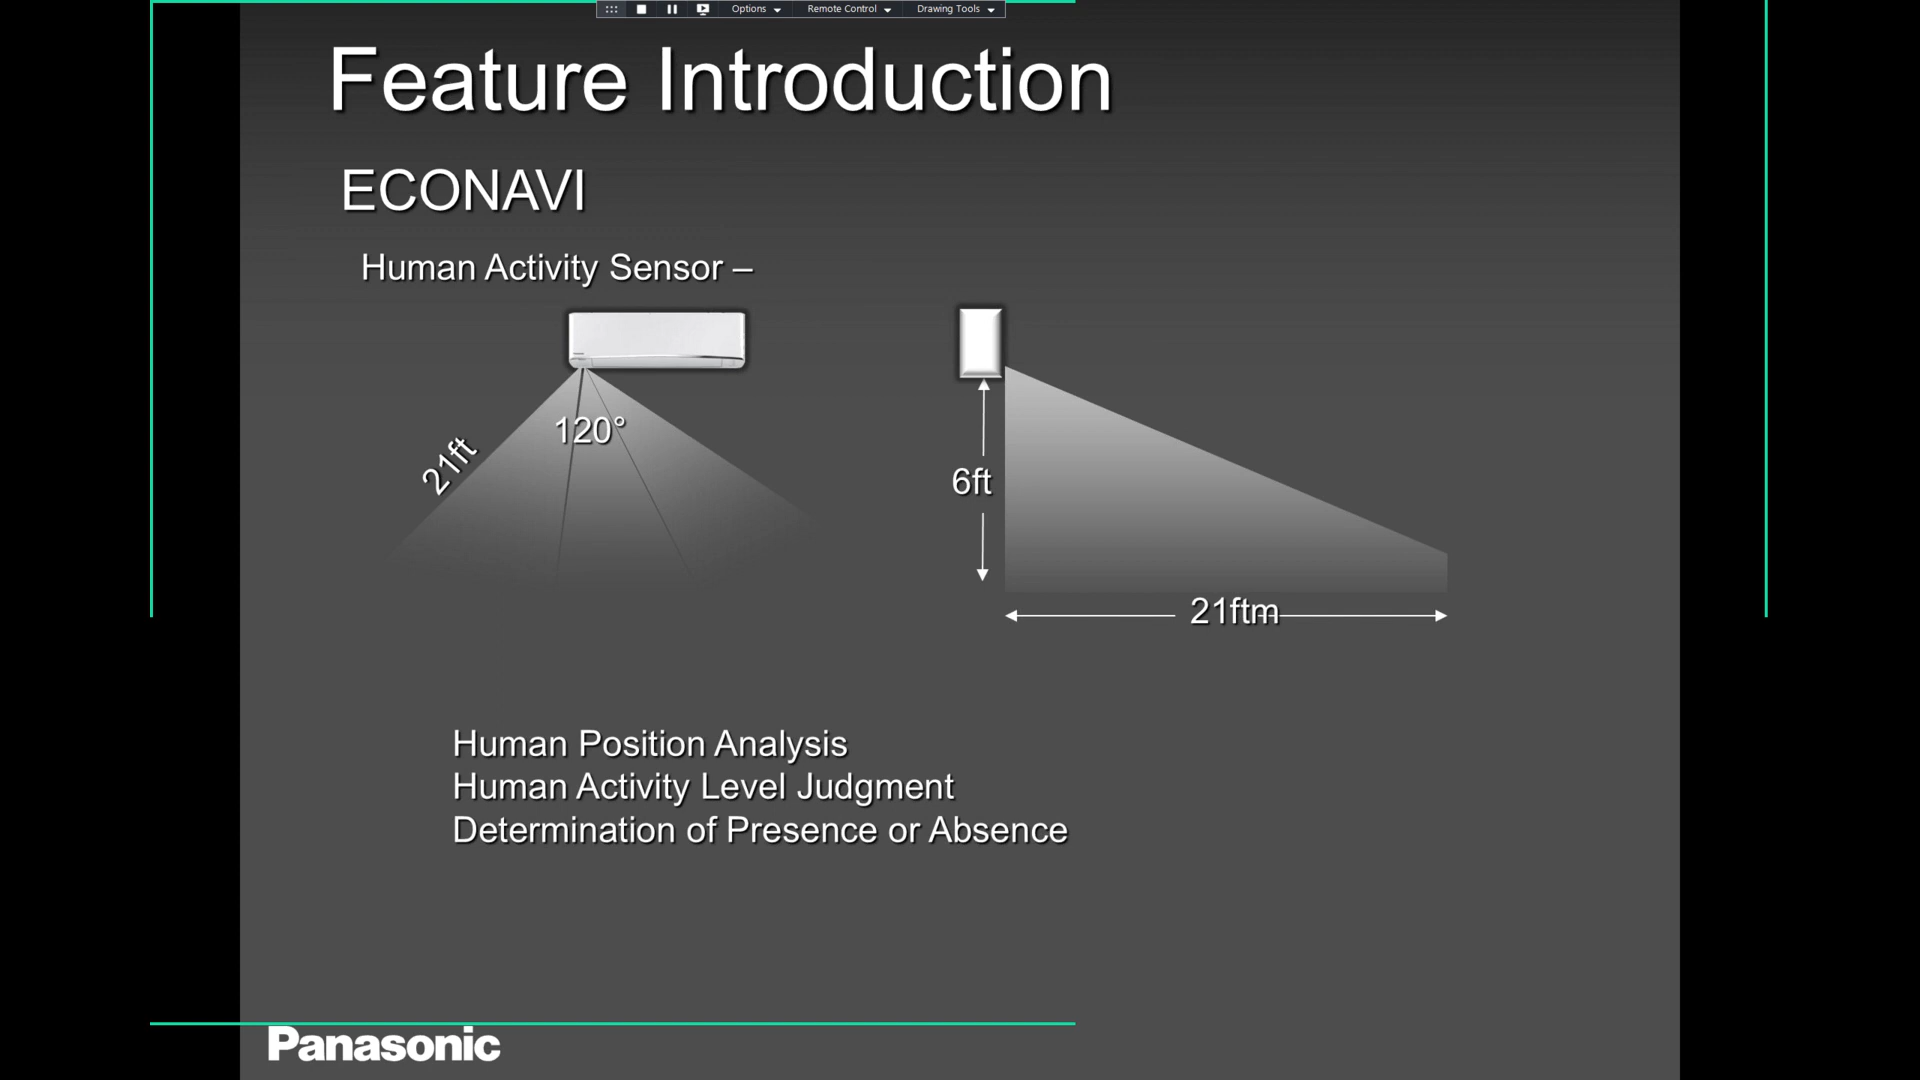 Options
Remote Control
Drawing Tools
Feature Introduction
ECONAVI
Human Activity Sensor –
120°
21ft
6ft
21ftm
Human Position Analysis
Human Activity Level Judgment
Determination of Presence or Absence
Panasonic